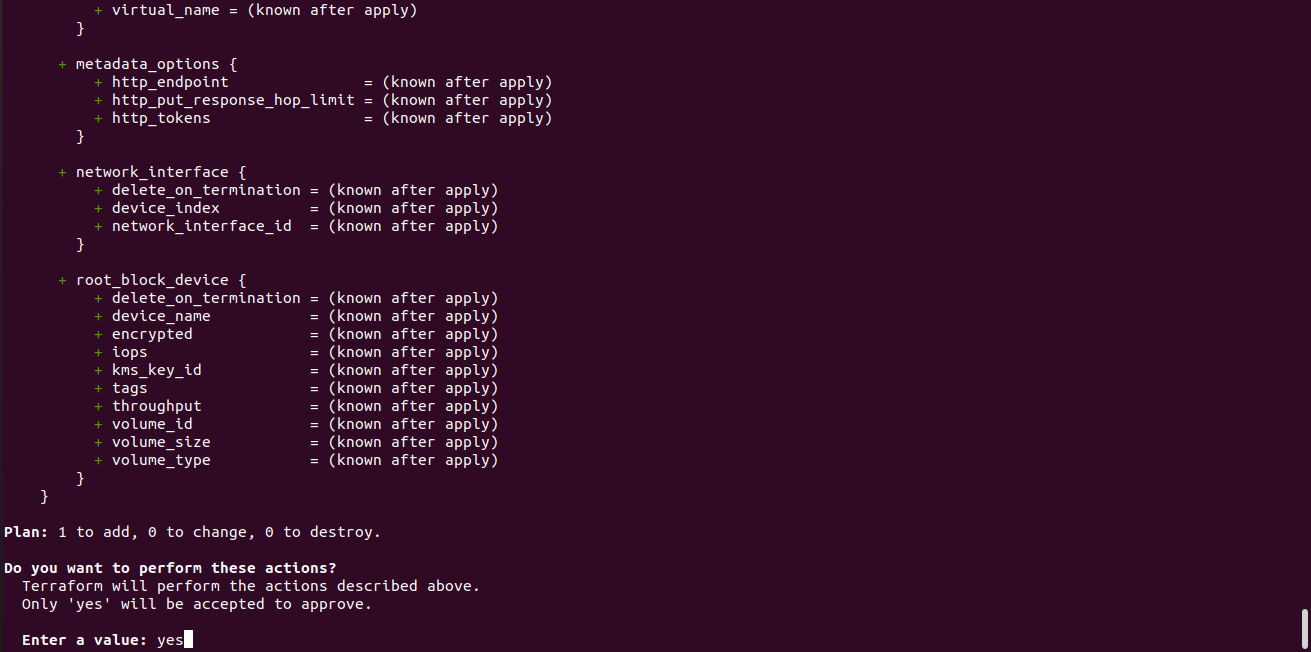 + virtual_name = (known after apply)
}
+ metadata_options {
+ http_endpoint = (known after apply)
+ http_put_response_hop_limit = (known after apply)
+ http_tokens = (known after apply)
}
+ network_interface {
+ delete_on_termination = (known after apply)
+ device_index = (known after apply)
+ network_interface_id = (known after apply)
}
+ root_block_device {
+ delete_on_termination = (known after apply)
+ device_name = (known after apply)
+ encrypted = (known after apply)
+ iops = (known after apply)
+ kms_key_id = (known after apply)
+ tags = (known after apply)
+ throughput = (known after apply)
+ volume_id = (known after apply)
+ volume_size = (known after apply)
+ volume_type = (known after apply)
}
}
Plan: 1 to add, 0 to change, 0 to destroy.
Do you want to perform these actions?
Terraform will perform the actions described above.
Only 'yes' will be accepted to approve.
Enter a value: yes